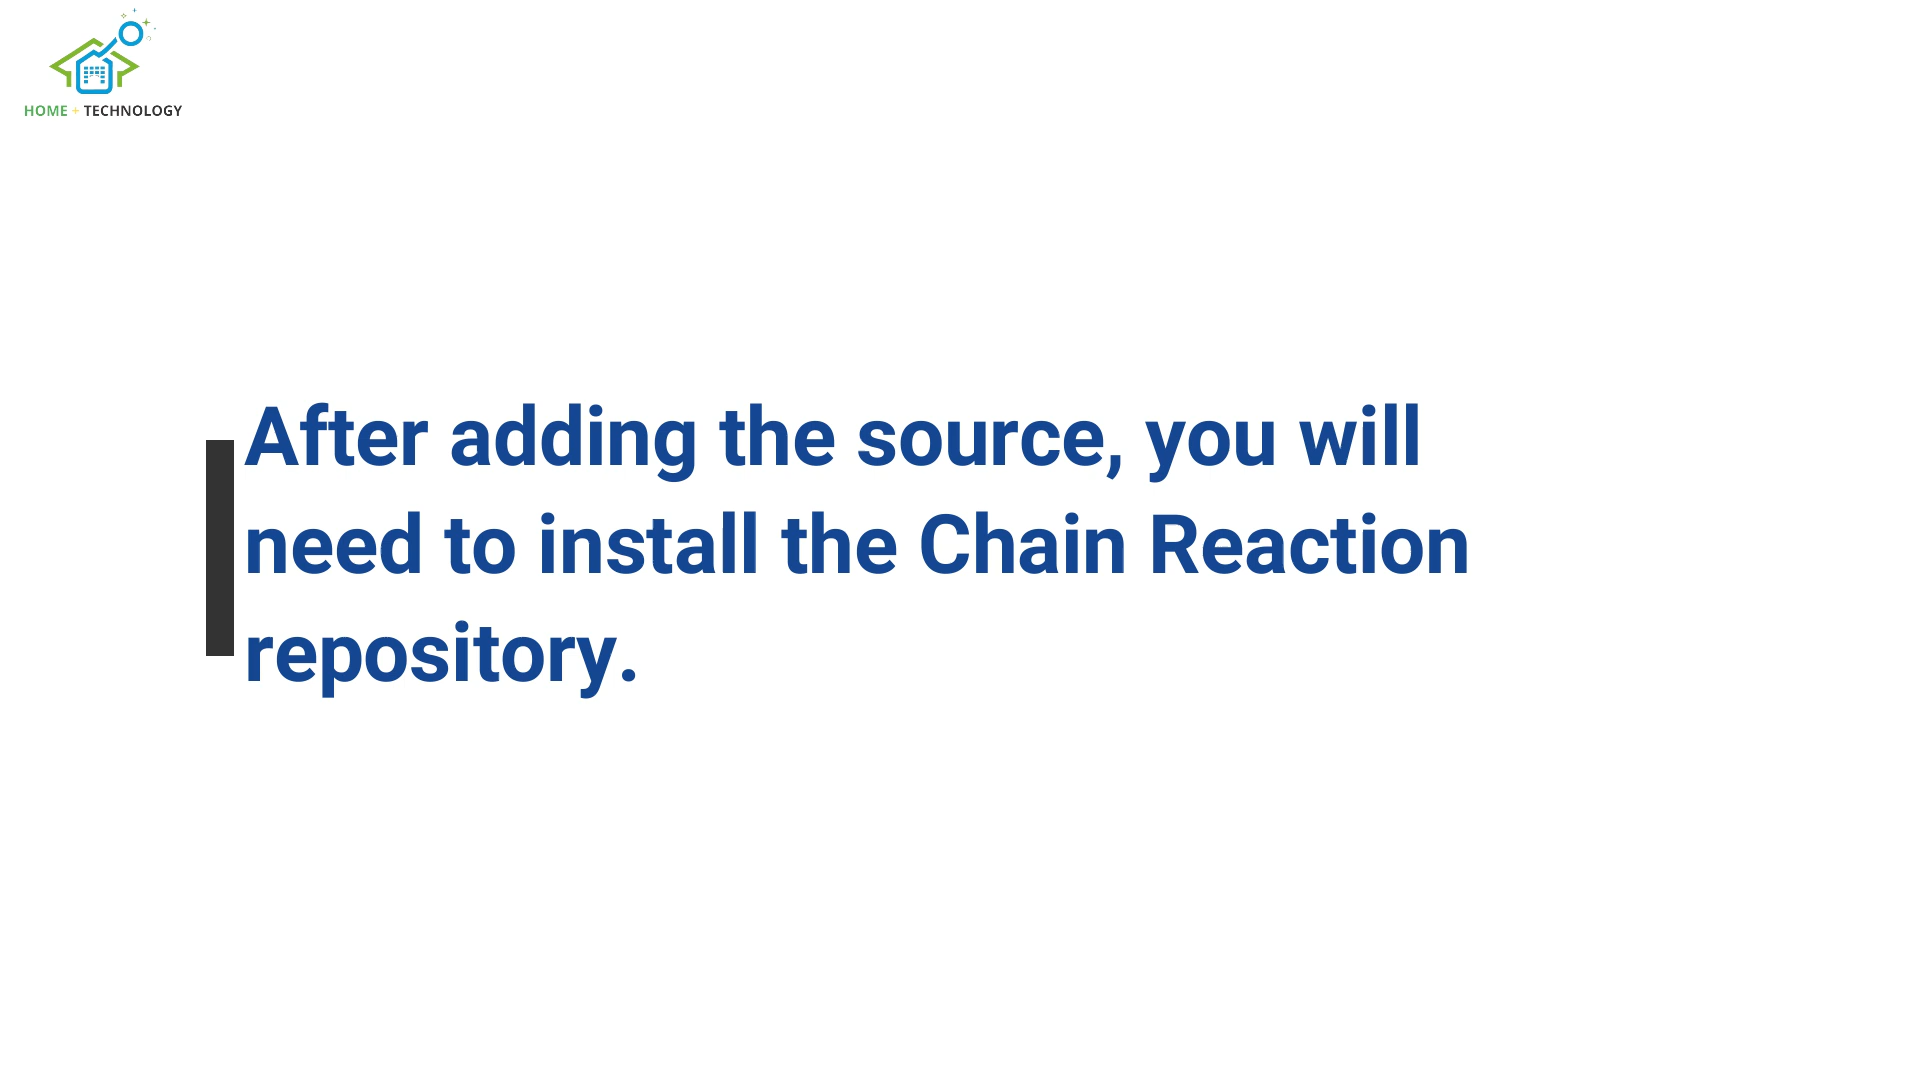 HOME + TECHNOLOGY
After adding the source, you will
need to install the Chain Reaction
repository.